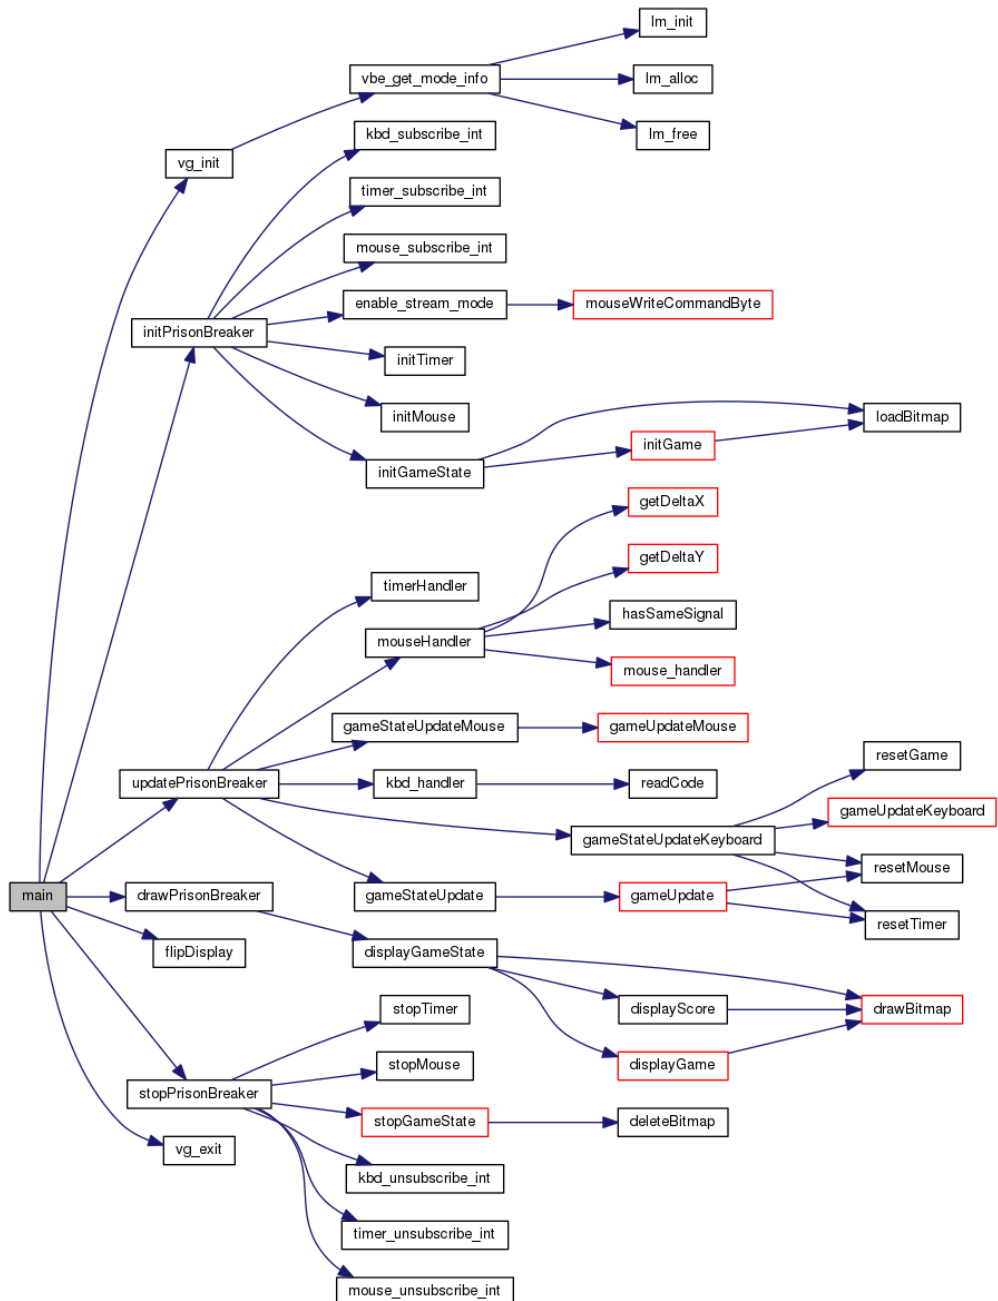 lm_init
vbe_get_mode_info
lm_alloc
kbd_subscribe_int
lm_free
vg_init
timer_subscribe_int
mouse_subscribe_int
enable_stream_mode
mouseWriteCommandByte
initPrisonBreaker
initTimer
initMouse
loadBitmap
initGame
initGameState
getDeltaX
getDeltaY
timerHandler
hasSameSignal
mouseHandler
mouse_handler
gameStateUpdateMouse
gameUpdateMouse
resetGame
updatePrisonBreaker
kbd_handler
readCode
gameUpdateKeyboard
gameStateUpdateKeyboard
resetMouse
main
drawPrisonBreaker
gameStateUpdate
gameUpdate
resetTimer
flipDisplay
displayGameState
stopTimer
displayScore
drawBitmap
stopMouse
displayGame
stopPrisonBreaker
stopGameState
deleteBitmap
vg_exit
kbd_unsubscribe_int
timer_unsubscribe_int
mouse_unsubscribe_int